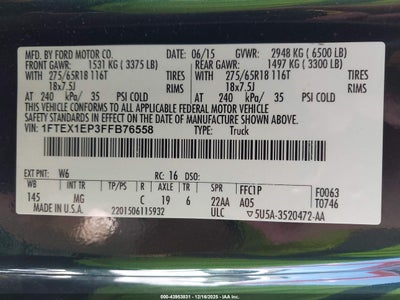 MFD. BY FORD MOTOR CO. DATE: 06/15 GVWR: 2948 KG ( 6500 LB)
FRONT GAWR: 1531 KG ( 3375 LB) REAR GAWR: 1497 KG ( 3300 LB)
WITH TIRES WITH TIRES
275/65R18 116T 275/65R18 116T
RIMS RIMS
18x7.5J 18x7.5J
AT 240 kPa/ 35 PSI COLD AT 240 kPa/ 35 PSI COLD
THIS VEHICLE CONFORMS TO ALL APPLICABLE FEDERAL MOTOR VEHICLE
SAFETY STANDARDS IN EFFECT ON THE DATE OF MANUFACTURE SHOWN ABOVE.
VIN: 1FTEX1EP3FFB76558
TYPE: Truck
EXT PNT: W6 RC: 16 DSO: F0063
WB BRK INT TR TP/PS R AXLE TR SPR FFC1P T0746
145 MG C 19 6 22AA A05
MADE IN U.S.A. 2201506115932 ULC 5U5A-3520472-AA
000-43953031 - 12/16/2025 - IAA